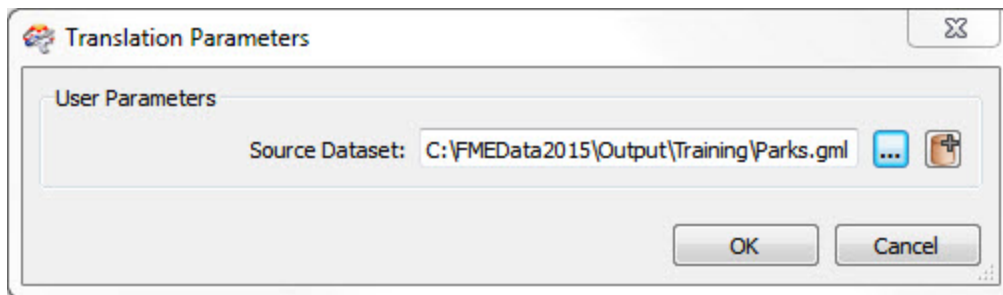 Translation Parameters
User Parameters
Source Dataset: C:\FMEData2015\Output\Training\Parks.gml ...
OK Cancel